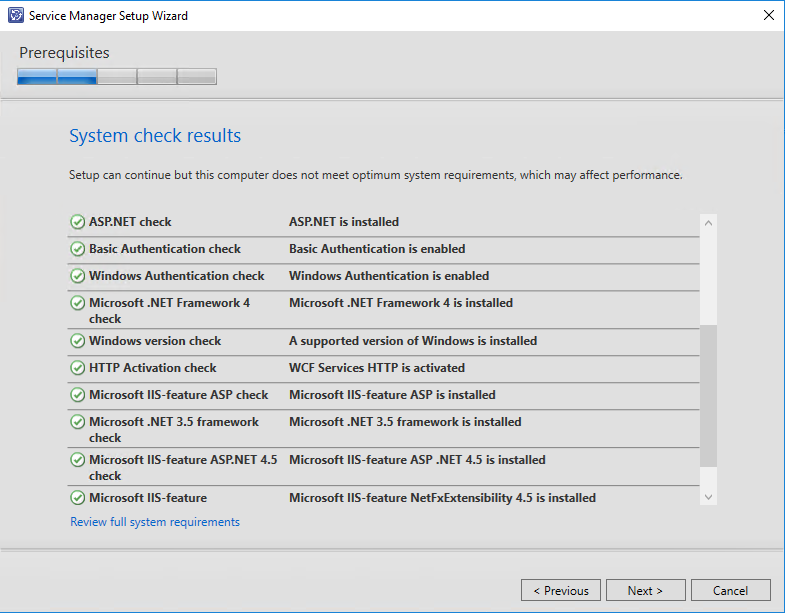 Service Manager Setup Wizard
Prerequisites
System check results
Setup can continue but this computer does not meet optimum system requirements, which may affect performance.
ASP.NET check ASP.NET is installed
Basic Authentication check Basic Authentication is enabled
Windows Authentication check Windows Authentication is enabled
Microsoft .NET Framework 4 Microsoft .NET Framework 4 is installed
check
Windows version check A supported version of Windows is installed
HTTP Activation check WCF Services HTTP is activated
Microsoft IIS-feature ASP check Microsoft IIS-feature ASP is installed
Microsoft .NET 3.5 framework Microsoft .NET 3.5 framework is installed
check
Microsoft IIS-feature ASP.NET 4.5 Microsoft IIS-feature ASP .NET 4.5 is installed
check
Microsoft IIS-feature Microsoft IIS-feature NetFxExtensibility 4.5 is installed
Review full system requirements
< Previous Next > Cancel